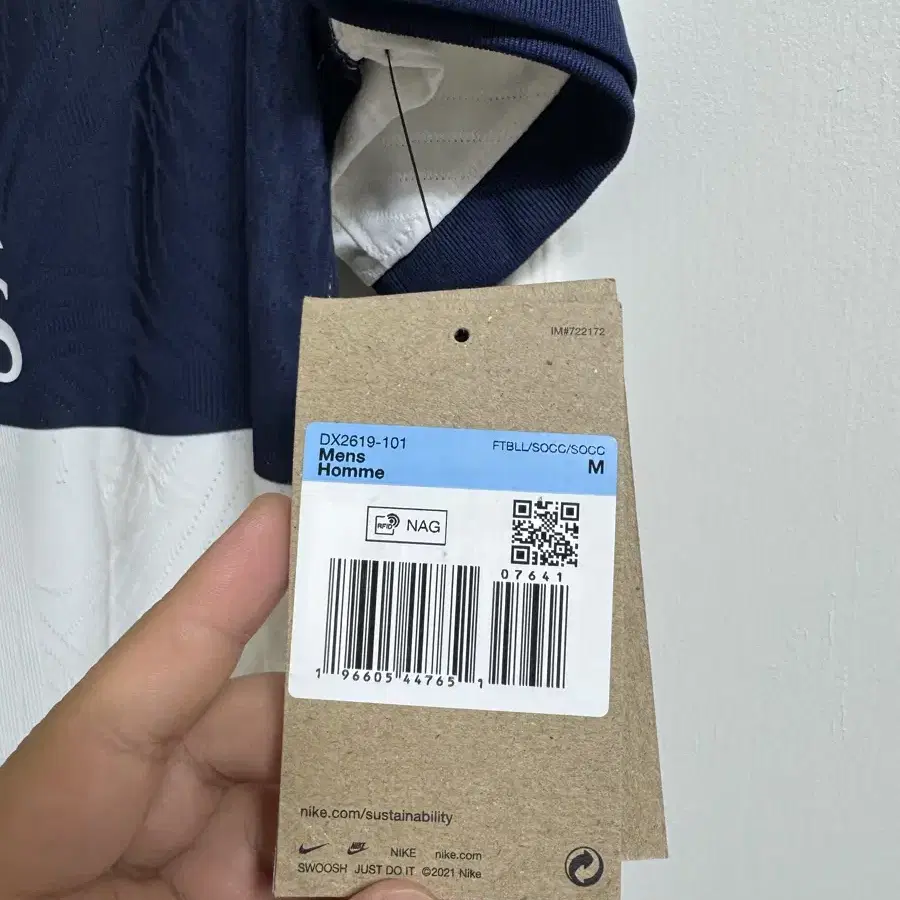 IM#722172
DX2619-101 FTBLL/SOCC/SOCC
Mens M
Homme
RFID NAG
07641
1 96605 44765 1
nike.com/sustainability
NIKE nike.com
SWOOSH JUST DO IT ©2021 Nike